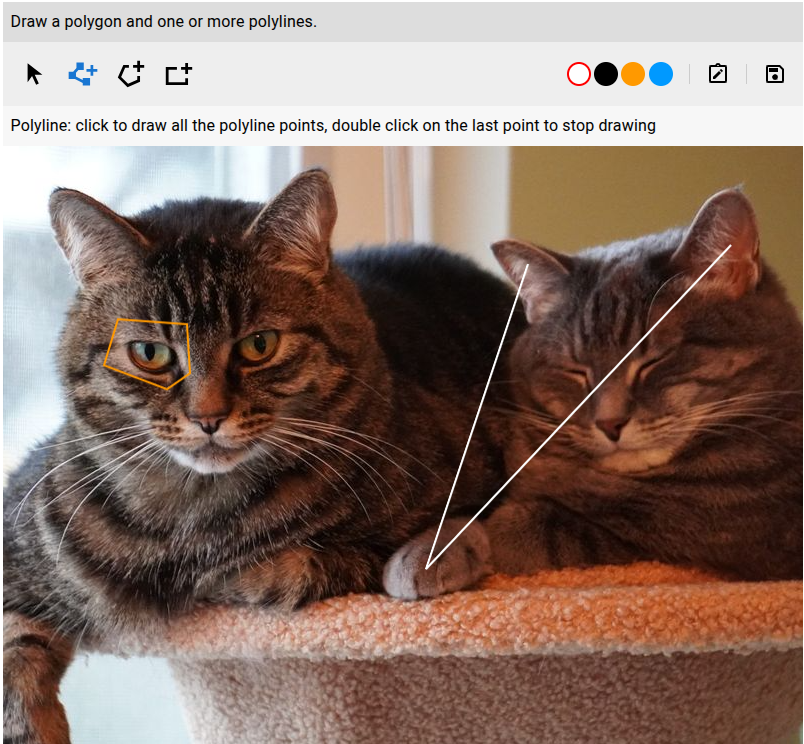 Draw a polygon and one or more polylines.
Polyline: click to draw all the polyline points, double click on the last point to stop drawing